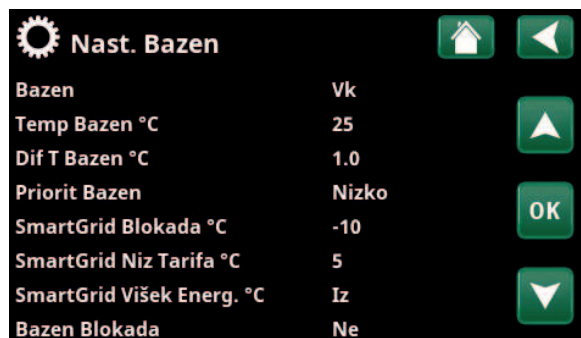 Nast. Bazen
Bazen Vk
Temp Bazen °C 25
Dif T Bazen °C 1.0
Priorit Bazen Nizko
SmartGrid Blokada °C -10
SmartGrid Niz Tarifa °C 5
SmartGrid Višek Energ. °C Iz
Bazen Blokada Ne
OK